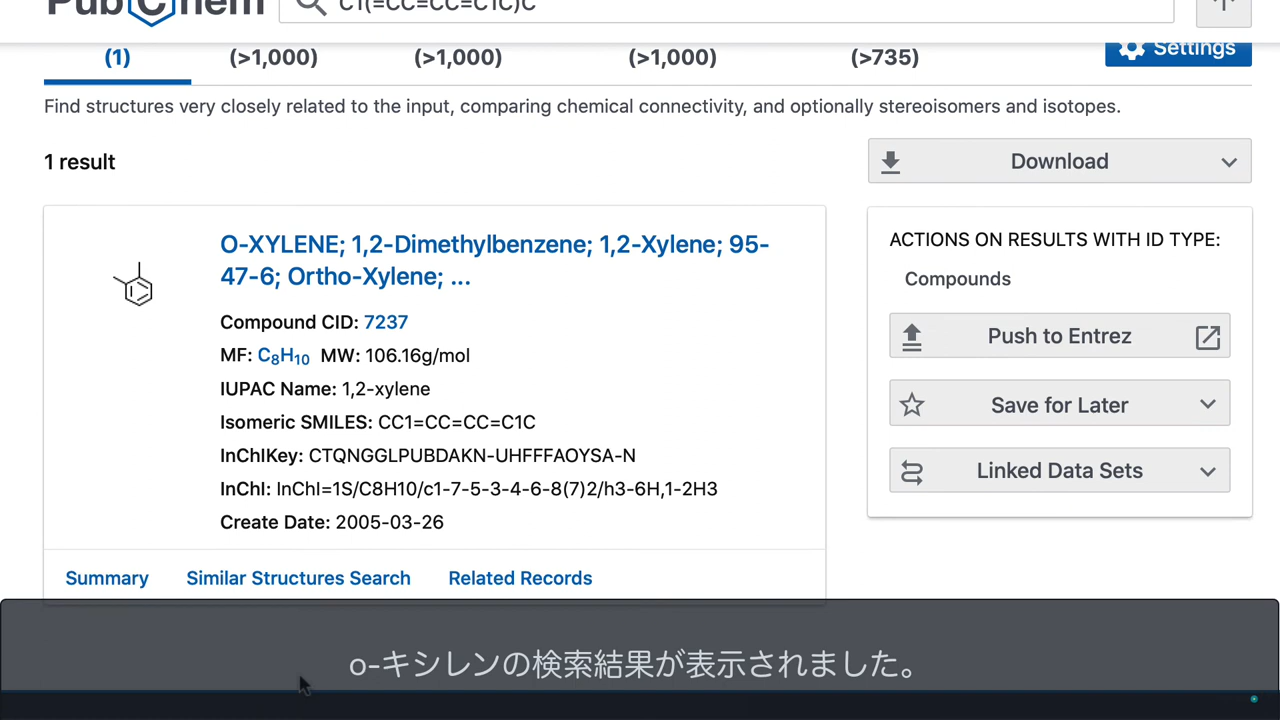 PubChem
C1(=CC=CC=C1C)C
(1)
(>1,000)
(>1,000)
(>1,000)
(>735)
Settings
Find structures very closely related to the input, comparing chemical connectivity, and optionally stereoisomers and isotopes.
1 result
Download
O-XYLENE; 1,2-Dimethylbenzene; 1,2-Xylene; 95-
47-6; Ortho-Xylene; ...
Compound CID: 7237
MF: C₈H₁₀ MW: 106.16g/mol
IUPAC Name: 1,2-xylene
Isomeric SMILES: CC1=CC=CC=C1C
InChIKey: CTQNGGLPUBDAKN-UHFFFAOYSA-N
InChI: InChI=1S/C8H10/c1-7-5-3-4-6-8(7)2/h3-6H,1-2H3
Create Date: 2005-03-26
Summary
Similar Structures Search
Related Records
ACTIONS ON RESULTS WITH ID TYPE:
Compounds
Push to Entrez
Save for Later
Linked Data Sets
o-キシレンの検索結果が表示されました。